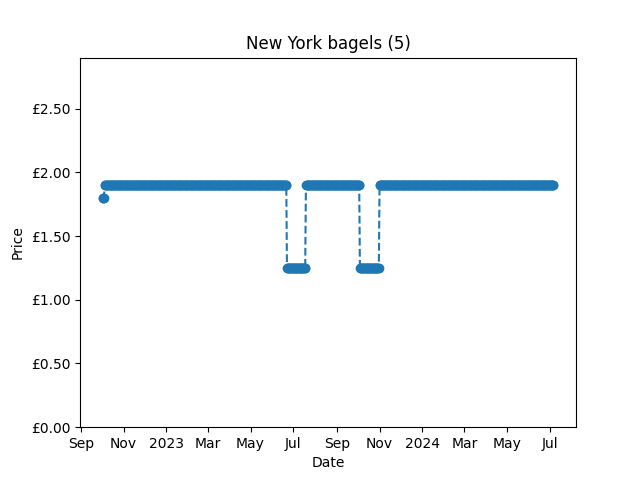 New York bagels (5)
£2.50
£2.00
£1.50
£1.00
£0.50
£0.00
Price
Sep Nov 2023 Mar May Jul Sep Nov 2024 Mar May Jul
Date